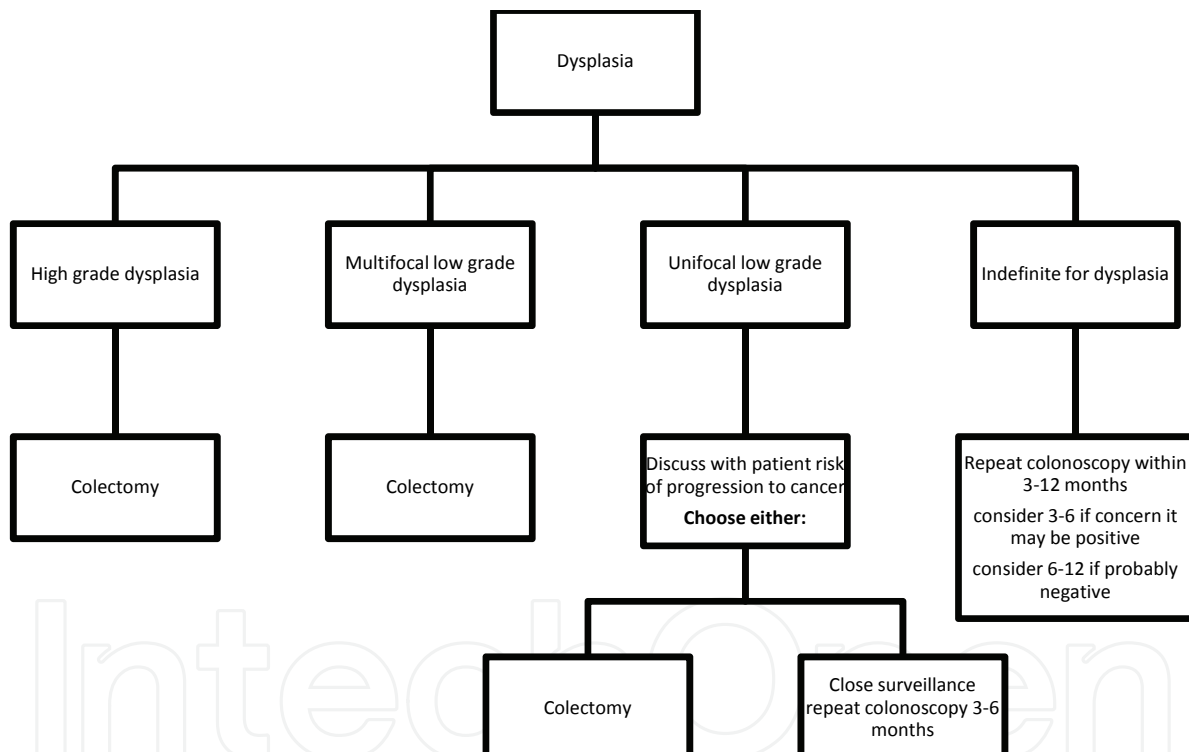 Dysplasia
High grade dysplasia
Multifocal low grade
dysplasia
Unifocal low grade
dysplasia
Indefinite for dysplasia
Colectomy
Colectomy
Discuss with patient risk
of progression to cancer
Choose either:
Repeat colonoscopy within
3-12 months
consider 3-6 if concern it
may be positive
consider 6-12 if probably
negative
Colectomy
Close surveillance
repeat colonoscopy 3-6
months
IntechOpen